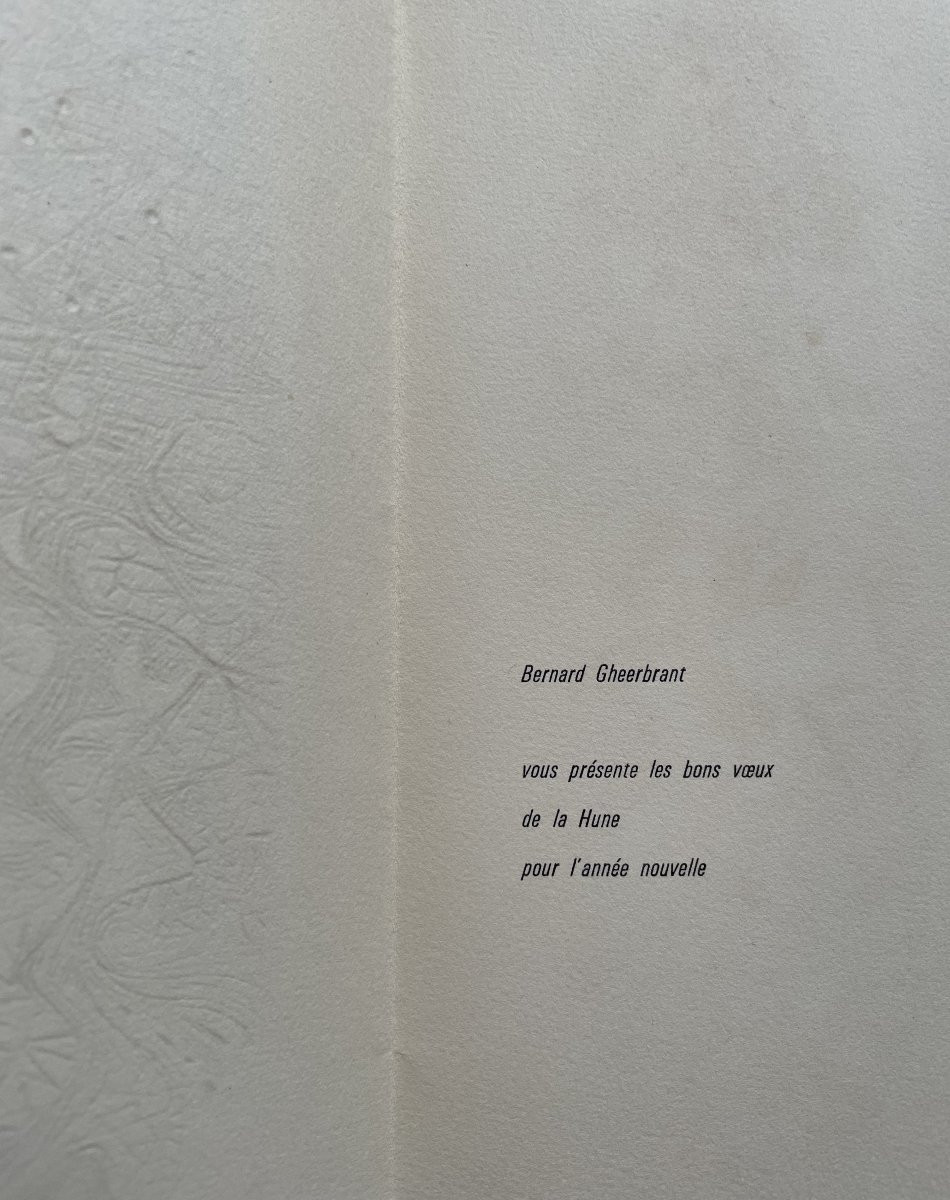 Bernard Gheerbrant
vous présente les bons vœux
de la Hune
pour l'année nouvelle